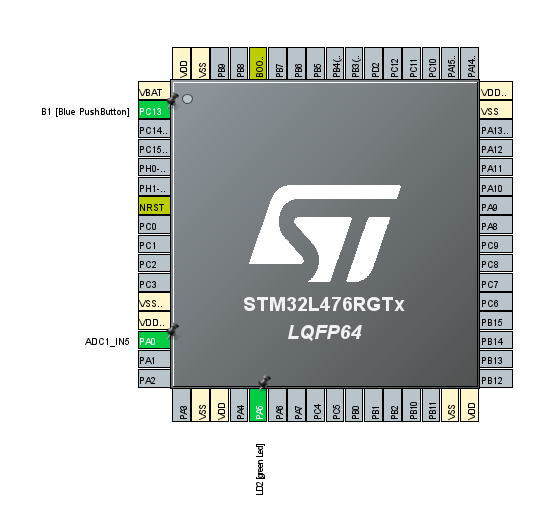 VDD
VSS
PB9
PB8
BOO..
PB7
PB6
PB5
PB4(..
PB3(..
PD2
PC12
PC11
PC10
PA15..
PA14..
VBAT
B1 [Blue PushButton]
PC13
PC14..
PC15..
PH0-..
PH1-..
NRST
PC0
PC1
PC2
PC3
VSS..
VDD..
ADC1_IN5
PA0
PA1
PA2
ST
STM32L476RGTx
LQFP64
VDD..
VSS
PA13..
PA12
PA11
PA10
PA9
PA8
PC9
PC8
PC7
PC6
PB15
PB14
PB13
PB12
PA3
VSS
VDD
PA4
PA5
PA6
PA7
PC4
PC5
PB0
PB1
PB2
PB10
PB11
VSS
VDD
LD2 [green Led]